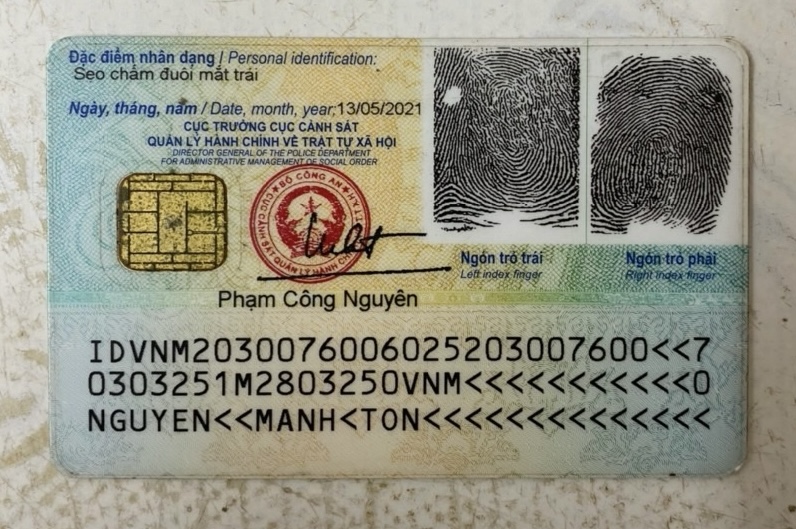 Đặc điểm nhân dạng / Personal identification:
Sẹo chấm đuôi mắt trái
Ngày, tháng, năm / Date, month, year: 13/05/2021
CỤC TRƯỞNG CỤC CẢNH SÁT
QUẢN LÝ HÀNH CHÍNH VỀ TRẬT TỰ XÃ HỘI
DIRECTOR GENERAL OF THE POLICE DEPARTMENT
FOR ADMINISTRATIVE MANAGEMENT OF SOCIAL ORDER
BỘ CÔNG AN
Phạm Công Nguyên
Ngón trỏ trái
Left index finger
Ngón trỏ phải
Right index finger
IDVNM2030076006025203007600<<7
0303251M2803250VNM<<<<<<<<<<<0
NGUYEN<<MANH<TON<<<<<<<<<<<<<<